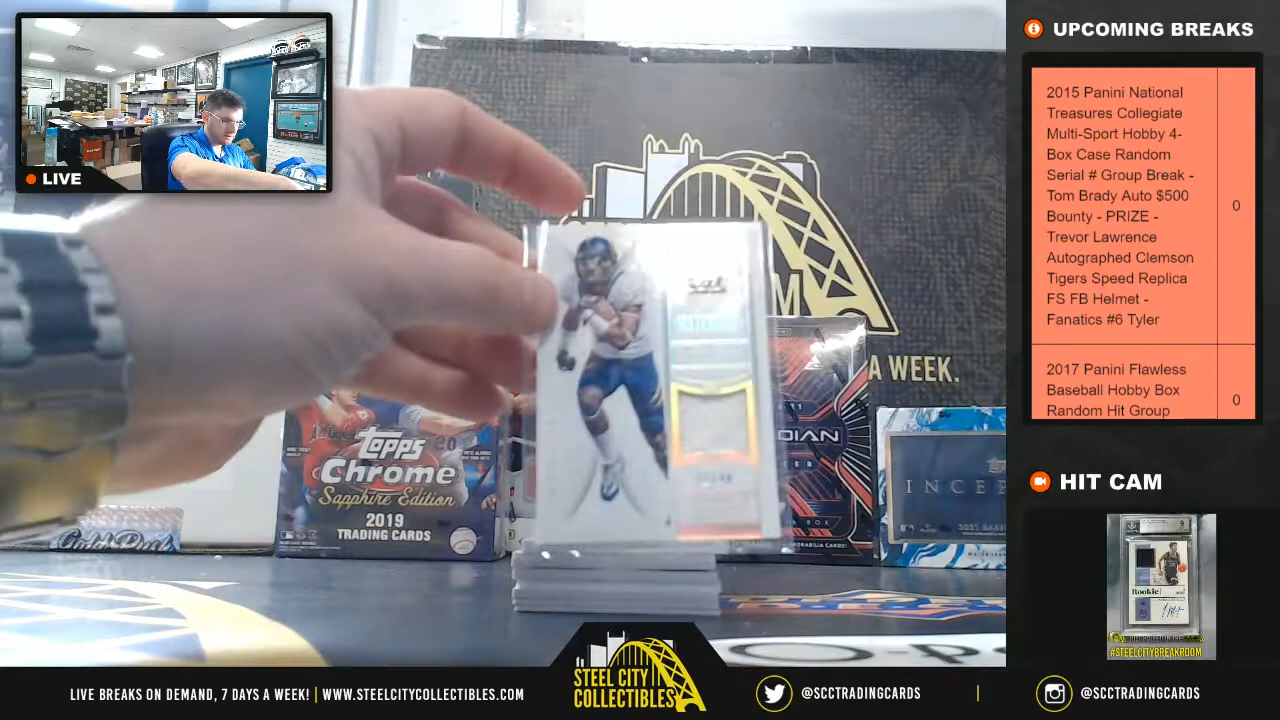 LIVE
UPCOMING BREAKS
2015 Panini National
Treasures Collegiate
Multi-Sport Hobby 4-
Box Case Random
Serial # Group Break -
Tom Brady Auto $500
Bounty - PRIZE -
Trevor Lawrence
Autographed Clemson
Tigers Speed Replica
FS FB Helmet -
Fanatics #6 Tyler
0
2017 Panini Flawless
Baseball Hobby Box
Random Hit Group
0
HIT CAM
Rookie
#STEELCITYBREAKROOM
A WEEK.
Topps
Chrome
Sapphire Edition
2019
TRADING CARDS
LIVE BREAKS ON DEMAND, 7 DAYS A WEEK! | WWW.STEELCITYCOLLECTIBLES.COM
STEEL CITY
COLLECTIBLES
@SCCTRADINGCARDS
@SCCTRADINGCARDS